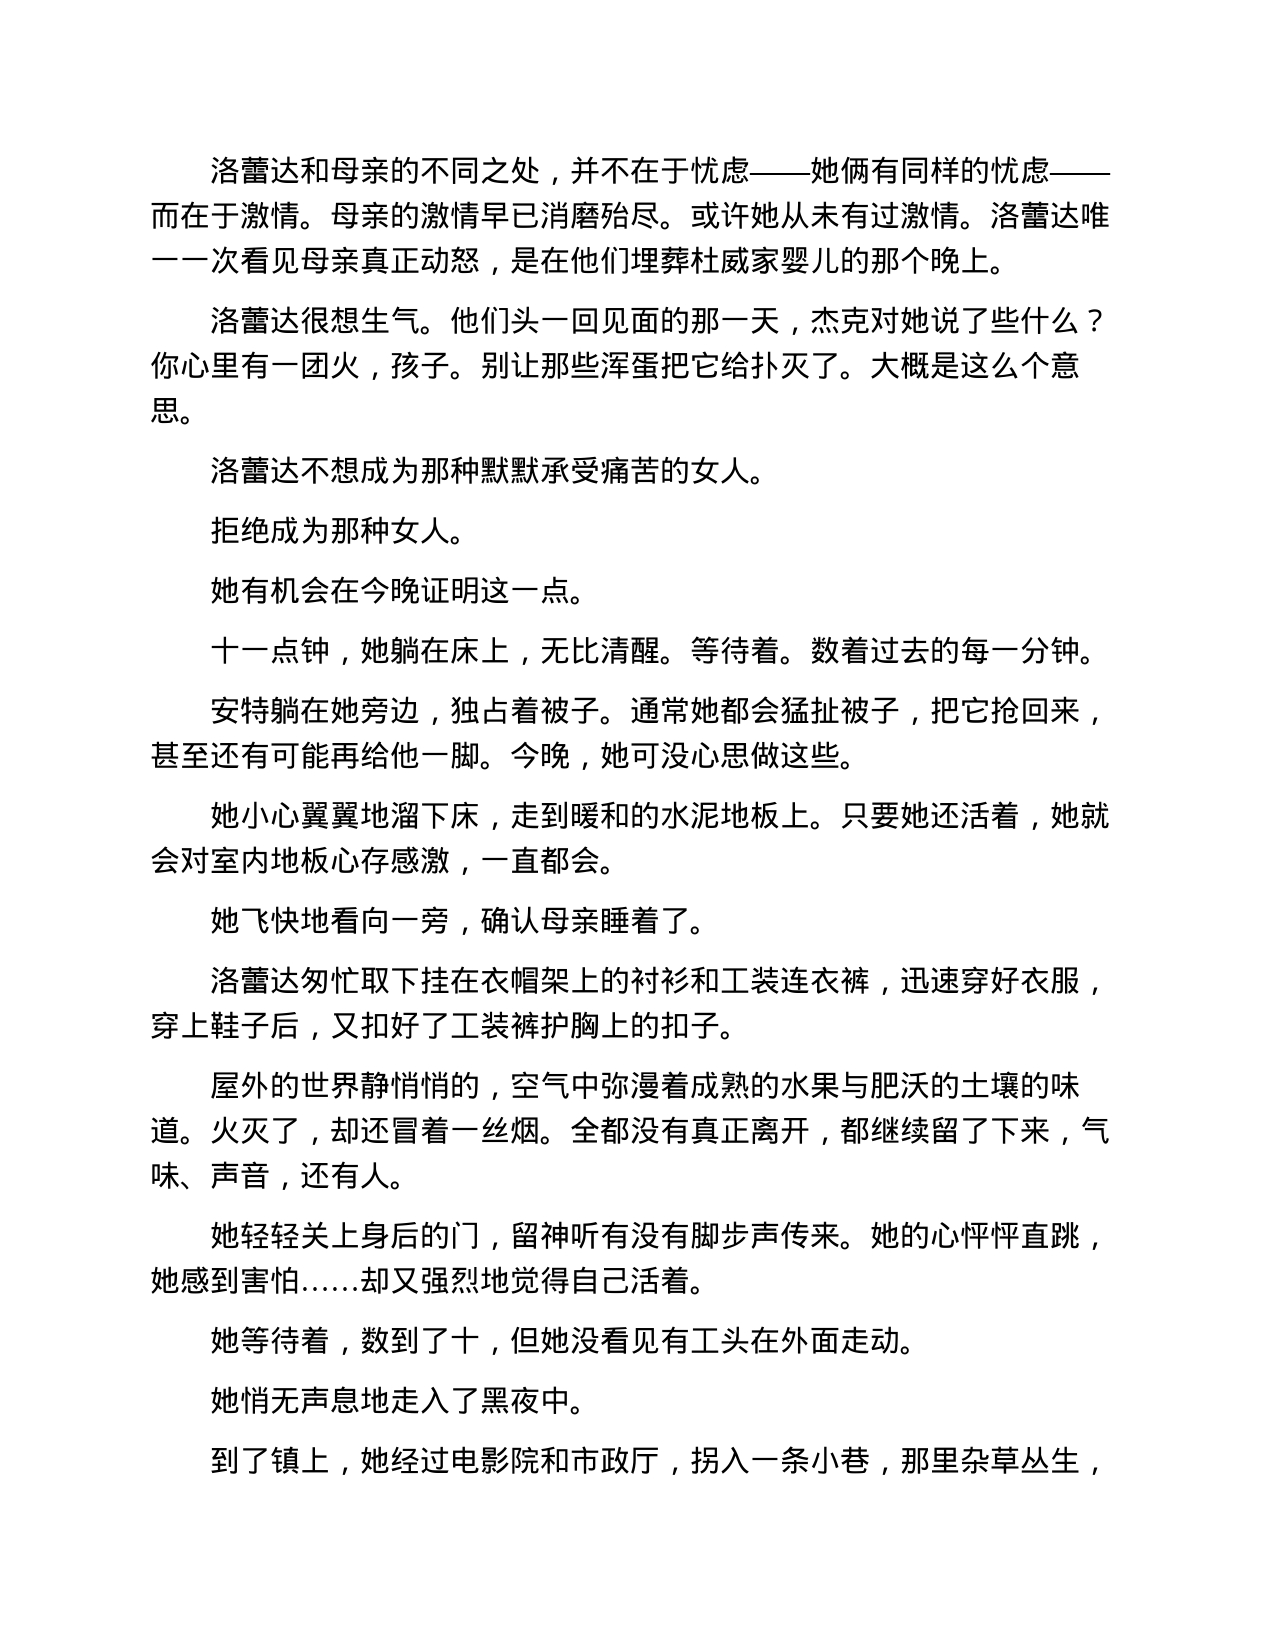 洛蕾达和母亲的不同之处，并不在于忧虑——她俩有同样的忧虑——
而在于激情。母亲的激情早已消磨殆尽。或许她从未有过激情。洛蕾达唯
一一次看见母亲真正动怒，是在他们埋葬杜威家婴儿的那个晚上。
洛蕾达很想生气。他们头一回见面的那一天，杰克对她说了些什么？
你心里有一团火，孩子。别让那些浑蛋把它给扑灭了。大概是这么个意
思。
洛蕾达不想成为那种默默承受痛苦的女人。
拒绝成为那种女人。
她有机会在今晚证明这一点。
十一点钟，她躺在床上，无比清醒。等待着。数着过去的每一分钟。
安特躺在她旁边，独占着被子。通常她都会猛扯被子，把它抢回来，
甚至还有可能再给他一脚。今晚，她可没心思做这些。
她小心翼翼地溜下床，走到暖和的水泥地板上。只要她还活着，她就
会对室内地板心存感激，一直都会。
她飞快地看向一旁，确认母亲睡着了。
洛蕾达匆忙取下挂在衣帽架上的衬衫和工装连衣裤，迅速穿好衣服，
穿上鞋子后，又扣好了工装裤护胸上的扣子。
屋外的世界静悄悄的，空气中弥漫着成熟的水果与肥沃的土壤的味
道。火灭了，却还冒着一丝烟。全都没有真正离开，都继续留了下来，气
味、声音，还有人。
她轻轻关上身后的门，留神听有没有脚步声传来。她的心怦怦直跳，
她感到害怕……却又强烈地觉得自己活着。
她等待着，数到了十，但她没看见有工头在外面走动。
她悄无声息地走入了黑夜中。
到了镇上，她经过电影院和市政厅，拐入一条小巷，那里杂草丛生，